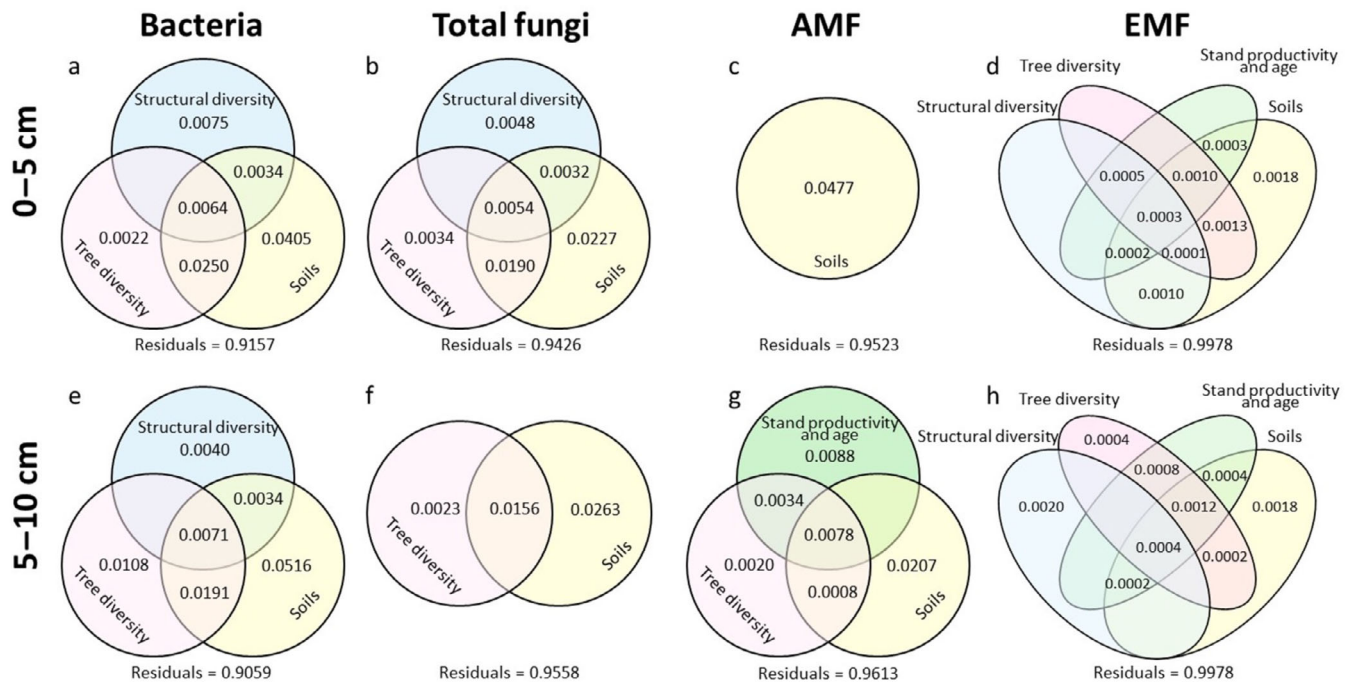 Bacteria
Total fungi
AMF
EMF
0–5 cm
a
Structural diversity
0.0075
0.0034
0.0064
0.0022
0.0405
0.0250
Tree diversity
Soils
Residuals = 0.9157
b
Structural diversity
0.0048
0.0032
0.0054
0.0034
0.0227
0.0190
Tree diversity
Soils
Residuals = 0.9426
c
0.0477
Soils
Residuals = 0.9523
d
Tree diversity
Stand productivity
and age
Structural diversity
Soils
0.0003
0.0005
0.0010
0.0018
0.0003
0.0013
0.0002
0.0001
0.0010
Residuals = 0.9978
5–10 cm
e
Structural diversity
0.0040
0.0034
0.0071
0.0108
0.0516
0.0191
Tree diversity
Soils
Residuals = 0.9059
f
0.0023
0.0156
0.0263
Tree diversity
Soils
Residuals = 0.9558
g
Stand productivity
and age
0.0088
0.0034
0.0078
0.0020
0.0207
0.0008
Tree diversity
Soils
Residuals = 0.9613
h
Tree diversity
Stand productivity
and age
Structural diversity
Soils
0.0004
0.0008
0.0004
0.0020
0.0012
0.0018
0.0004
0.0002
0.0002
Residuals = 0.9978